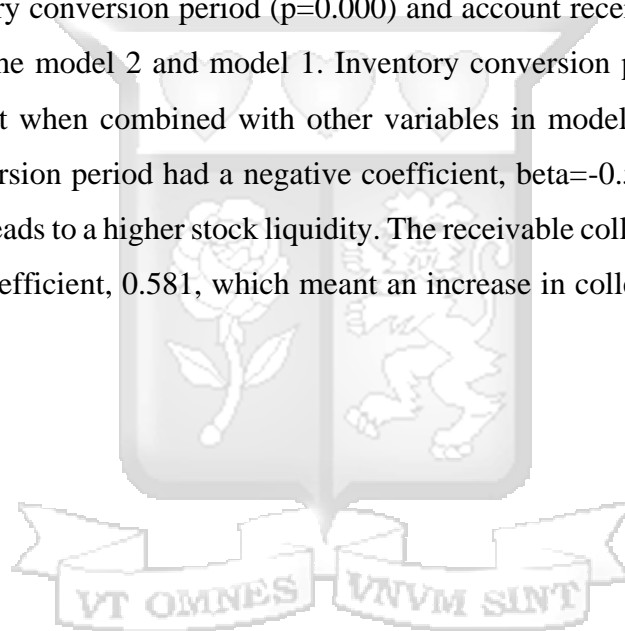 ry conversion period (p=0.000) and account recei
he model 2 and model 1. Inventory conversion p
t when combined with other variables in model
rsion period had a negative coefficient, beta=-0.
eads to a higher stock liquidity. The receivable coll
efficient, 0.581, which meant an increase in coll
VT OMNES VNVM SINT